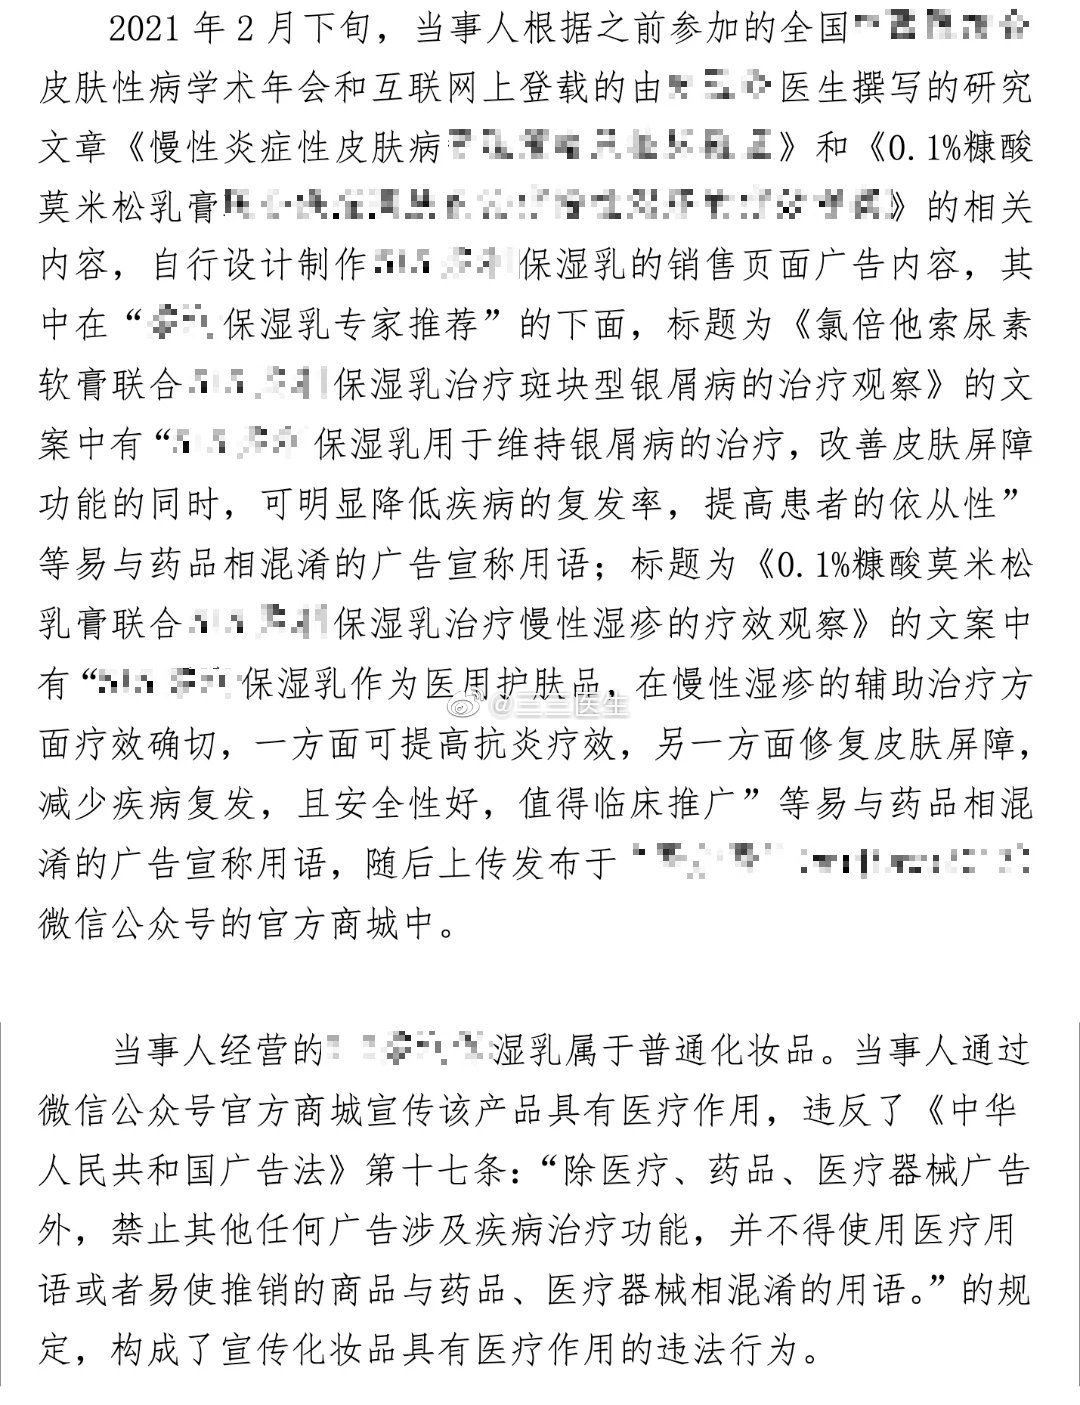 2021年2月下旬，当事人根据之前参加的全国
皮肤性病学术年会和互联网上登载的由医生撰写的研究
文章《慢性炎症性皮肤病》和《0.1%糠酸
莫米松乳膏》的相关
内容，自行设计制作保湿乳的销售页面广告内容，其
中在“保湿乳专家推荐”的下面，标题为《氯倍他索尿素
软膏联合保湿乳治疗斑块型银屑病的治疗观察》的文
案中有“保湿乳用于维持银屑病的治疗，改善皮肤屏障
功能的同时，可明显降低疾病的复发率，提高患者的依从性”
等易与药品相混淆的广告宣称用语；标题为《0.1%糠酸莫米松
乳膏联合保湿乳治疗慢性湿疹的疗效观察》的文案中
有“保湿乳作为医用护肤品，在慢性湿疹的辅助治疗方
@三兰医生
面疗效确切，一方面可提高抗炎疗效，另一方面修复皮肤屏障，
减少疾病复发，且安全性好，值得临床推广”等易与药品相混
淆的广告宣称用语，随后上传发布于
微信公众号的官方商城中。
当事人经营的湿乳属于普通化妆品。当事人通过
微信公众号官方商城宣传该产品具有医疗作用，违反了《中华
人民共和国广告法》第十七条：“除医疗、药品、医疗器械广告
外，禁止其他任何广告涉及疾病治疗功能，并不得使用医疗用
语或者易使推销的商品与药品、医疗器械相混淆的用语。”的规
定，构成了宣传化妆品具有医疗作用的违法行为。